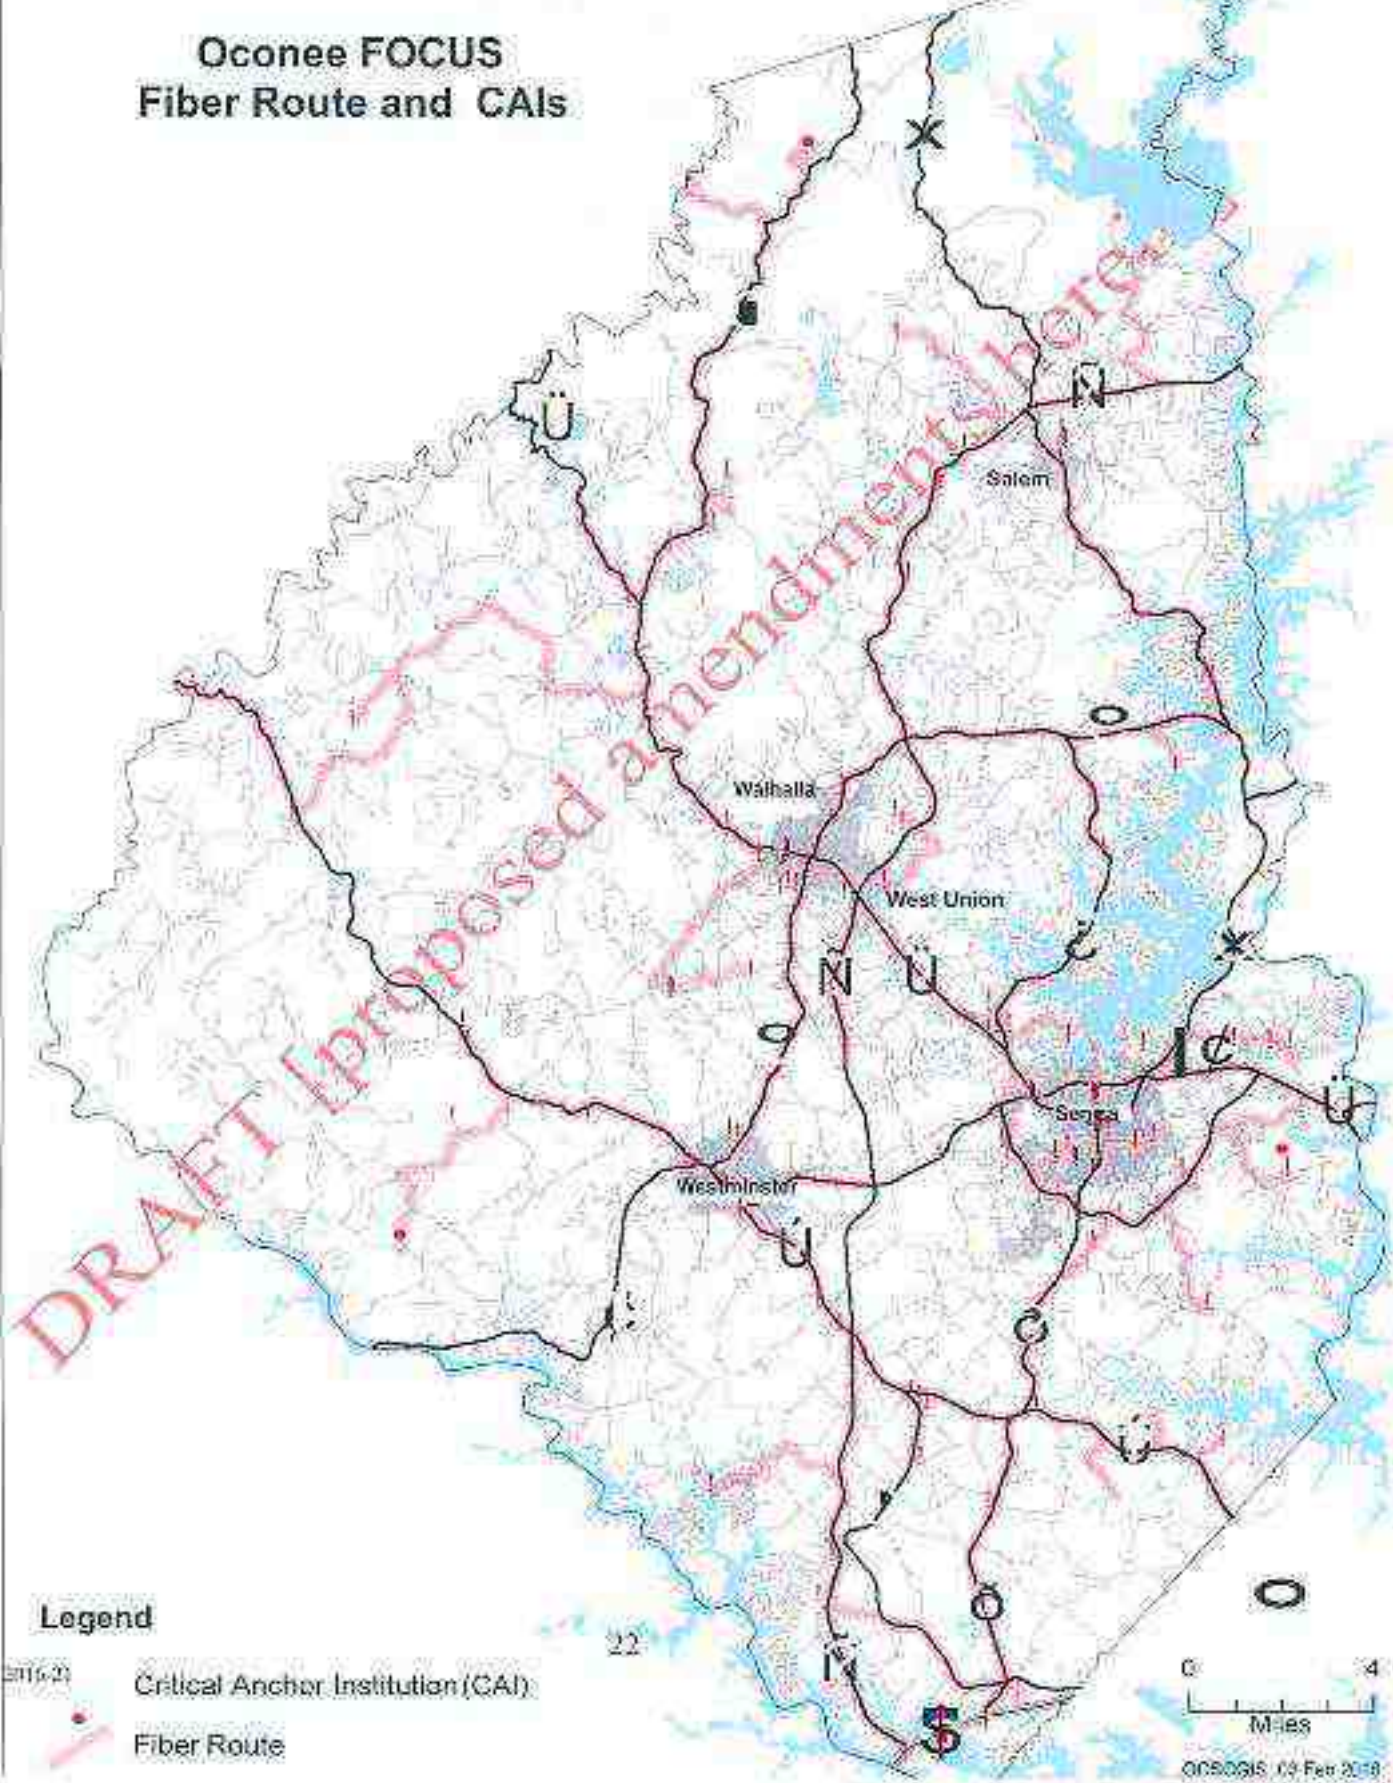 Oconee FOCUS
Fiber Route and CAIs
X
Ü
Ñ
Salem
DRAFT [proposed amendments here]
Walhalla
West Union
Ñ
Ü
Ü
Seneca
Westminster
Legend
22
Critical Anchor Institution (CAI)
Fiber Route
0
4
Miles